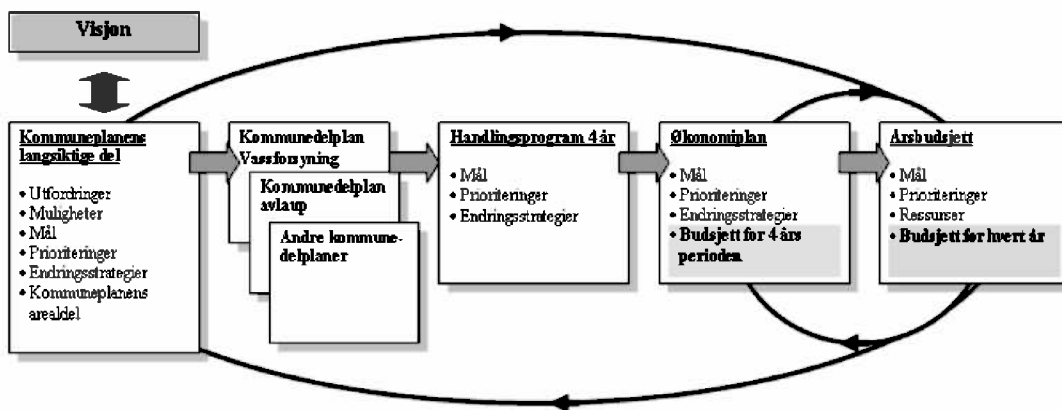 Visjon
Kommuneplanens
langsiktige del
• Utfordringer
• Muligheter
• Mål
• Prioriteringer
• Endringsstrategier
• Kommuneplanens
arealdel
Kommunedelplan
Vassforsyning
Kommunedelplan
avlaup
Andre kommune-
delplaner
Handlingsprogram 4 år
• Mål
• Prioriteringer
• Endringsstrategier
Økonomiplan
• Mål
• Prioriteringer
• Endringsstrategier
• Budsjett for 4 års
perioden
Årsbudsjett
• Mål
• Prioriteringer
• Ressurser
• Budsjett for hvert år